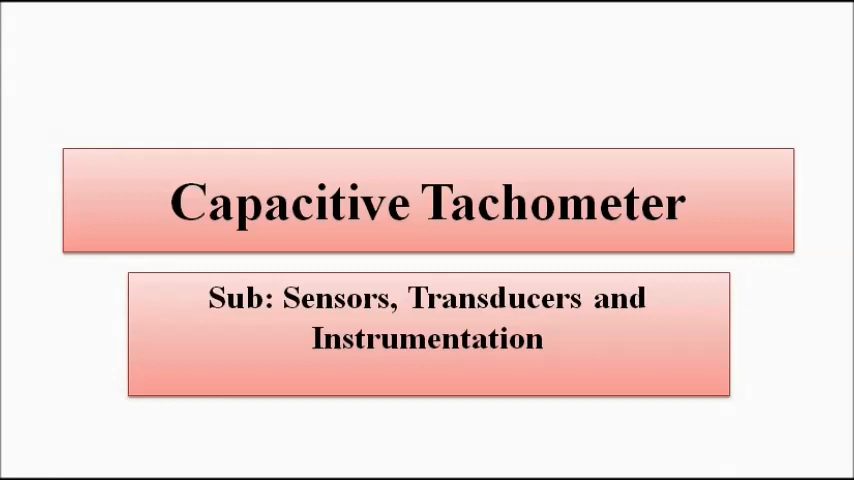 Capacitive Tachometer
Sub: Sensors, Transducers and
Instrumentation